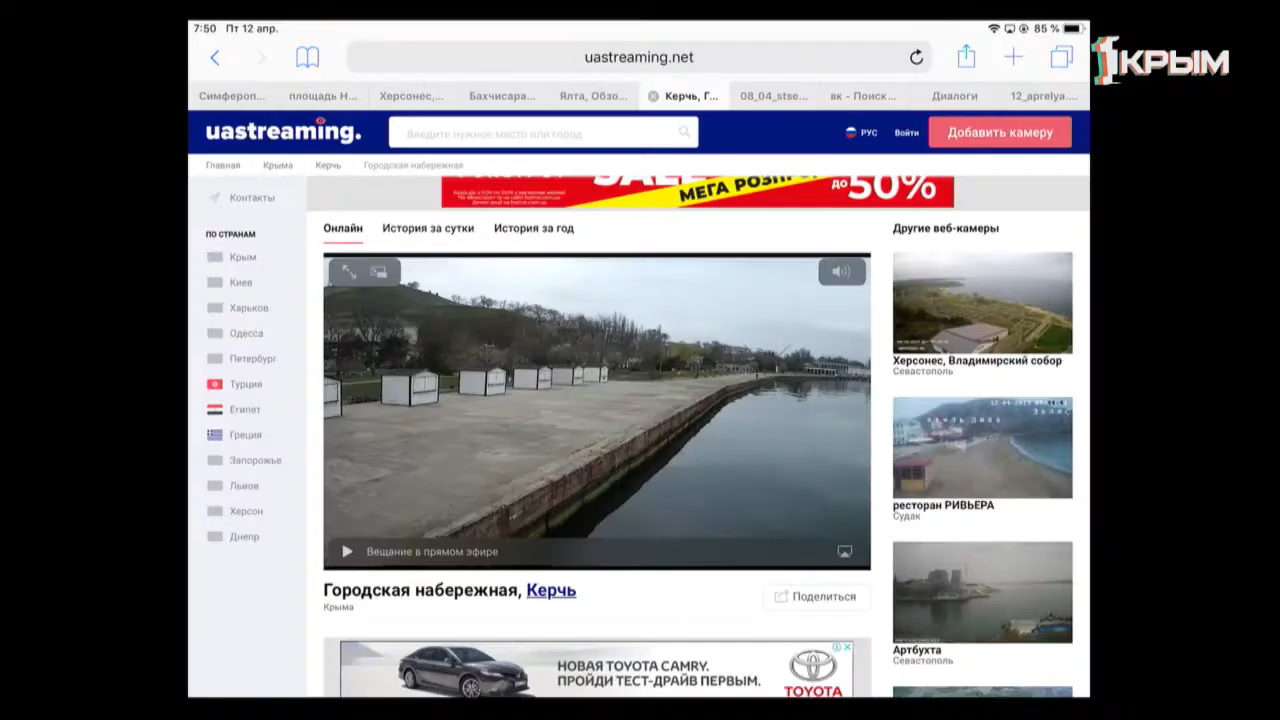 7:50 Пт 12 апр.
85 %
1КРЫМ
uastreaming.net
Симфероп... площадь Н... Херсонес,... Бахчисара... Ялта, Обзо... Керчь, Г... 08_04_stse... вк - Поиск... Диалоги 12_aprelya....
uastreaming.
Введите нужное место или город
РУС
Войти
Добавить камеру
Главная Крыма Керчь Городская набережная
Контакты
SALE МЕГА РОЗПРО ДО 50%
ПО СТРАНАМ
Крым
Киев
Харьков
Одесса
Петербург
Турция
Египет
Греция
Запорожье
Львов
Херсон
Днепр
Онлайн История за сутки История за год
Вещание в прямом эфире
Городская набережная, Керчь
Крыма
Поделиться
НОВАЯ TOYOTA CAMRY.
ПРОЙДИ ТЕСТ-ДРАЙВ ПЕРВЫМ.
TOYOTA
Другие веб-камеры
Херсонес, Владимирский собор
Севастополь
ресторан РИВЬЕРА
Судак
Артбухта
Севастополь